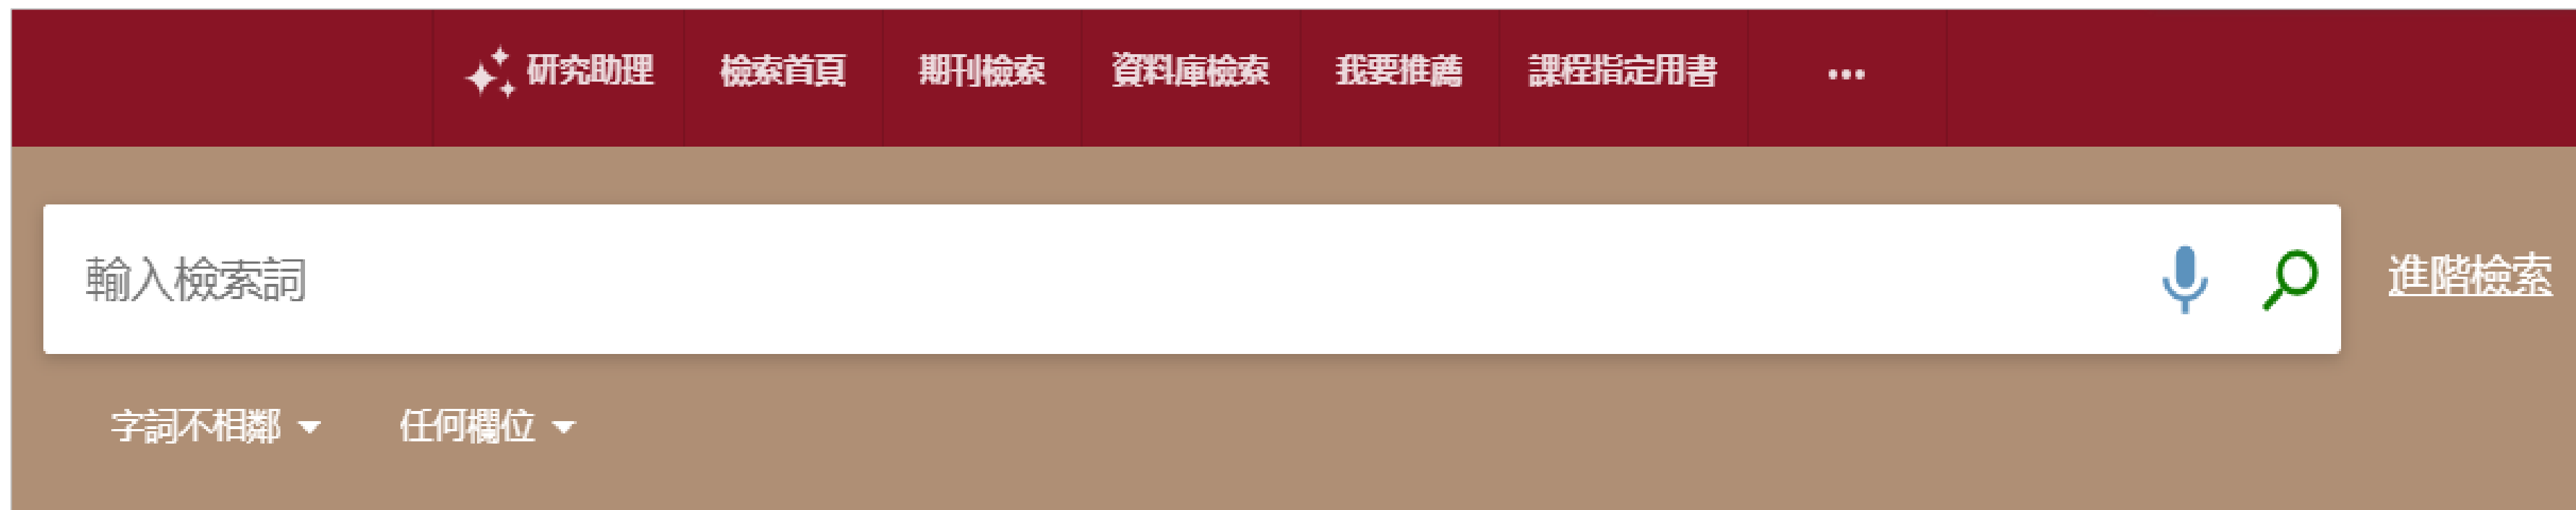 研究助理 檢索首頁 期刊檢索 資料庫檢索 我要推薦 課程指定用書 ...
輸入檢索詞 進階檢索
字詞不相鄰 任何欄位